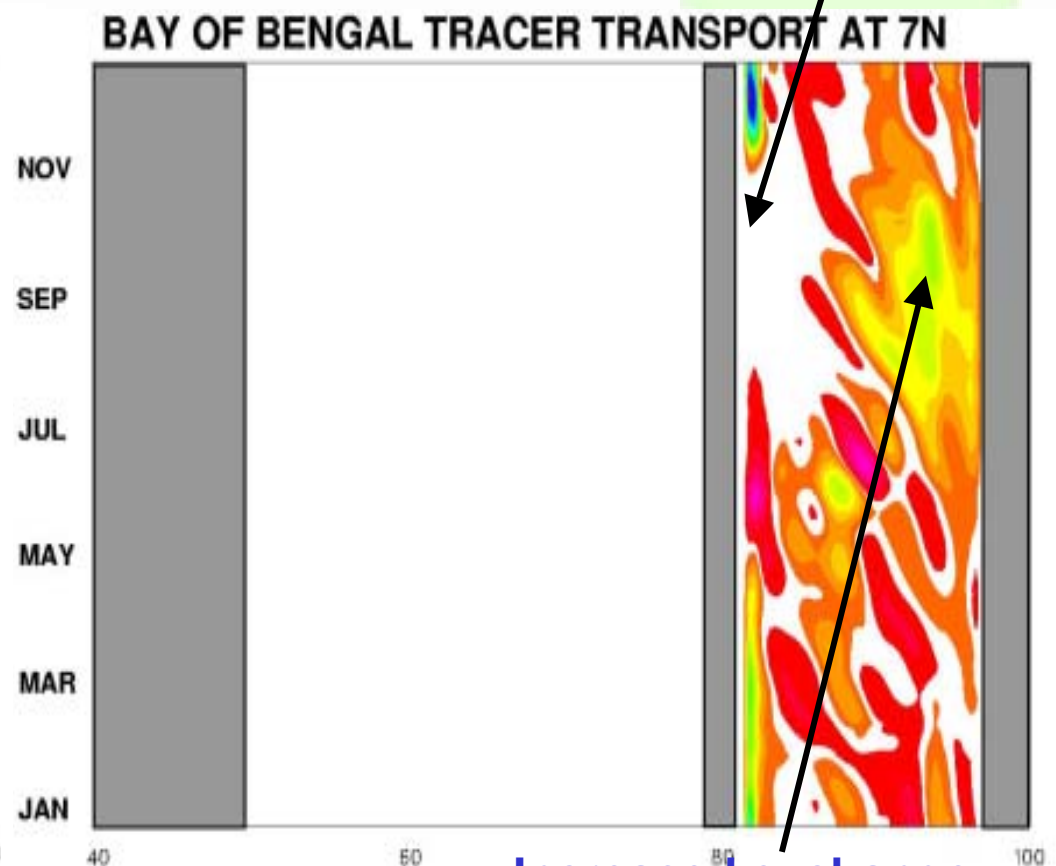 BAY OF BENGAL TRACER TRANSPORT AT 7N
NOV
SEP
JUL
MAY
MAR
JAN
40 60 80 100